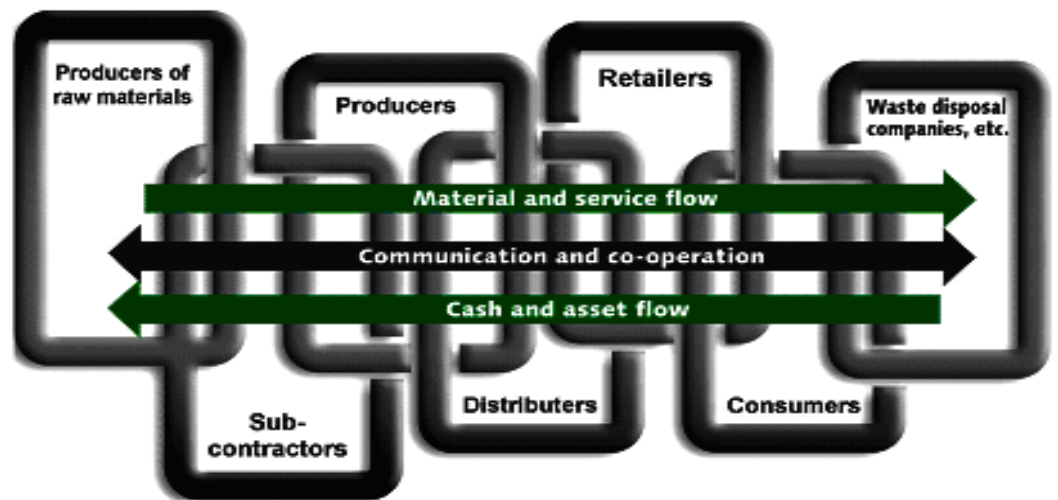 Producers of
raw materials
Producers
Retailers
Waste disposal
companies, etc.
Material and service flow
Communication and co-operation
Cash and asset flow
Sub-
contractors
Distributers
Consumers